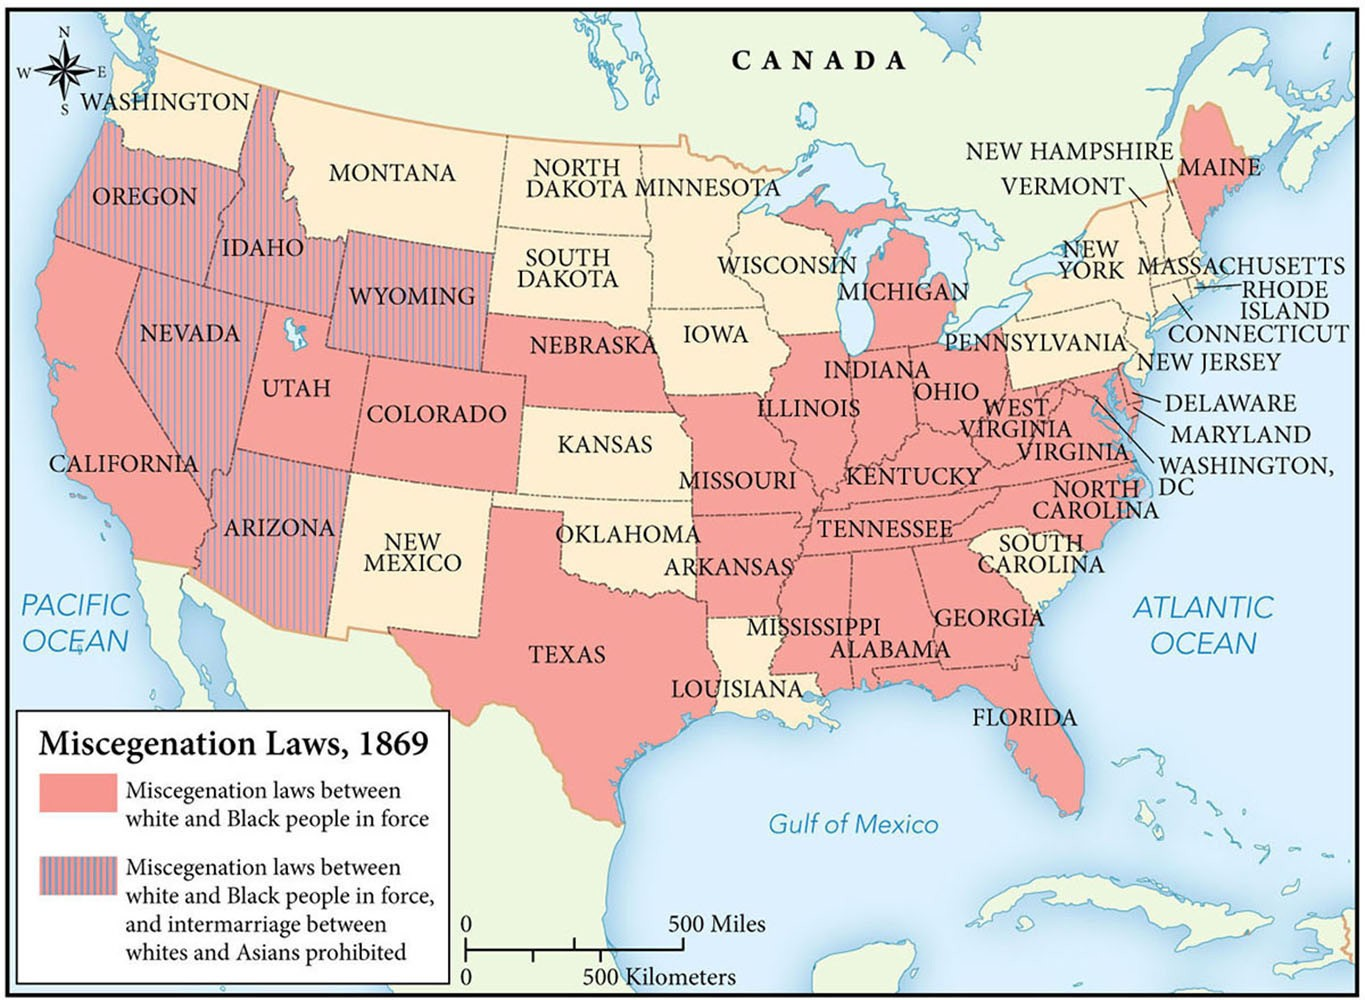 N
W E
S
CANADA
WASHINGTON
MONTANA
NORTH
DAKOTA
MINNESOTA
NEW HAMPSHIRE
VERMONT
MAINE
OREGON
IDAHO
WYOMING
SOUTH
DAKOTA
WISCONSIN
MICHIGAN
NEW
YORK
MASSACHUSETTS
RHODE
ISLAND
CONNECTICUT
NEVADA
UTAH
COLORADO
NEBRASKA
IOWA
ILLINOIS
INDIANA
OHIO
PENNSYLVANIA
NEW JERSEY
DELAWARE
MARYLAND
WASHINGTON,
DC
WEST
VIRGINIA
VIRGINIA
CALIFORNIA
KANSAS
MISSOURI
KENTUCKY
NORTH
CAROLINA
ARIZONA
NEW
MEXICO
OKLAHOMA
ARKANSAS
TENNESSEE
SOUTH
CAROLINA
PACIFIC
OCEAN
TEXAS
LOUISIANA
MISSISSIPPI
ALABAMA
GEORGIA
FLORIDA
ATLANTIC
OCEAN
Gulf of Mexico
Miscegenation Laws, 1869
Miscegenation laws between
white and Black people in force
Miscegenation laws between
white and Black people in force,
and intermarriage between
whites and Asians prohibited
0 500 Miles
0 500 Kilometers